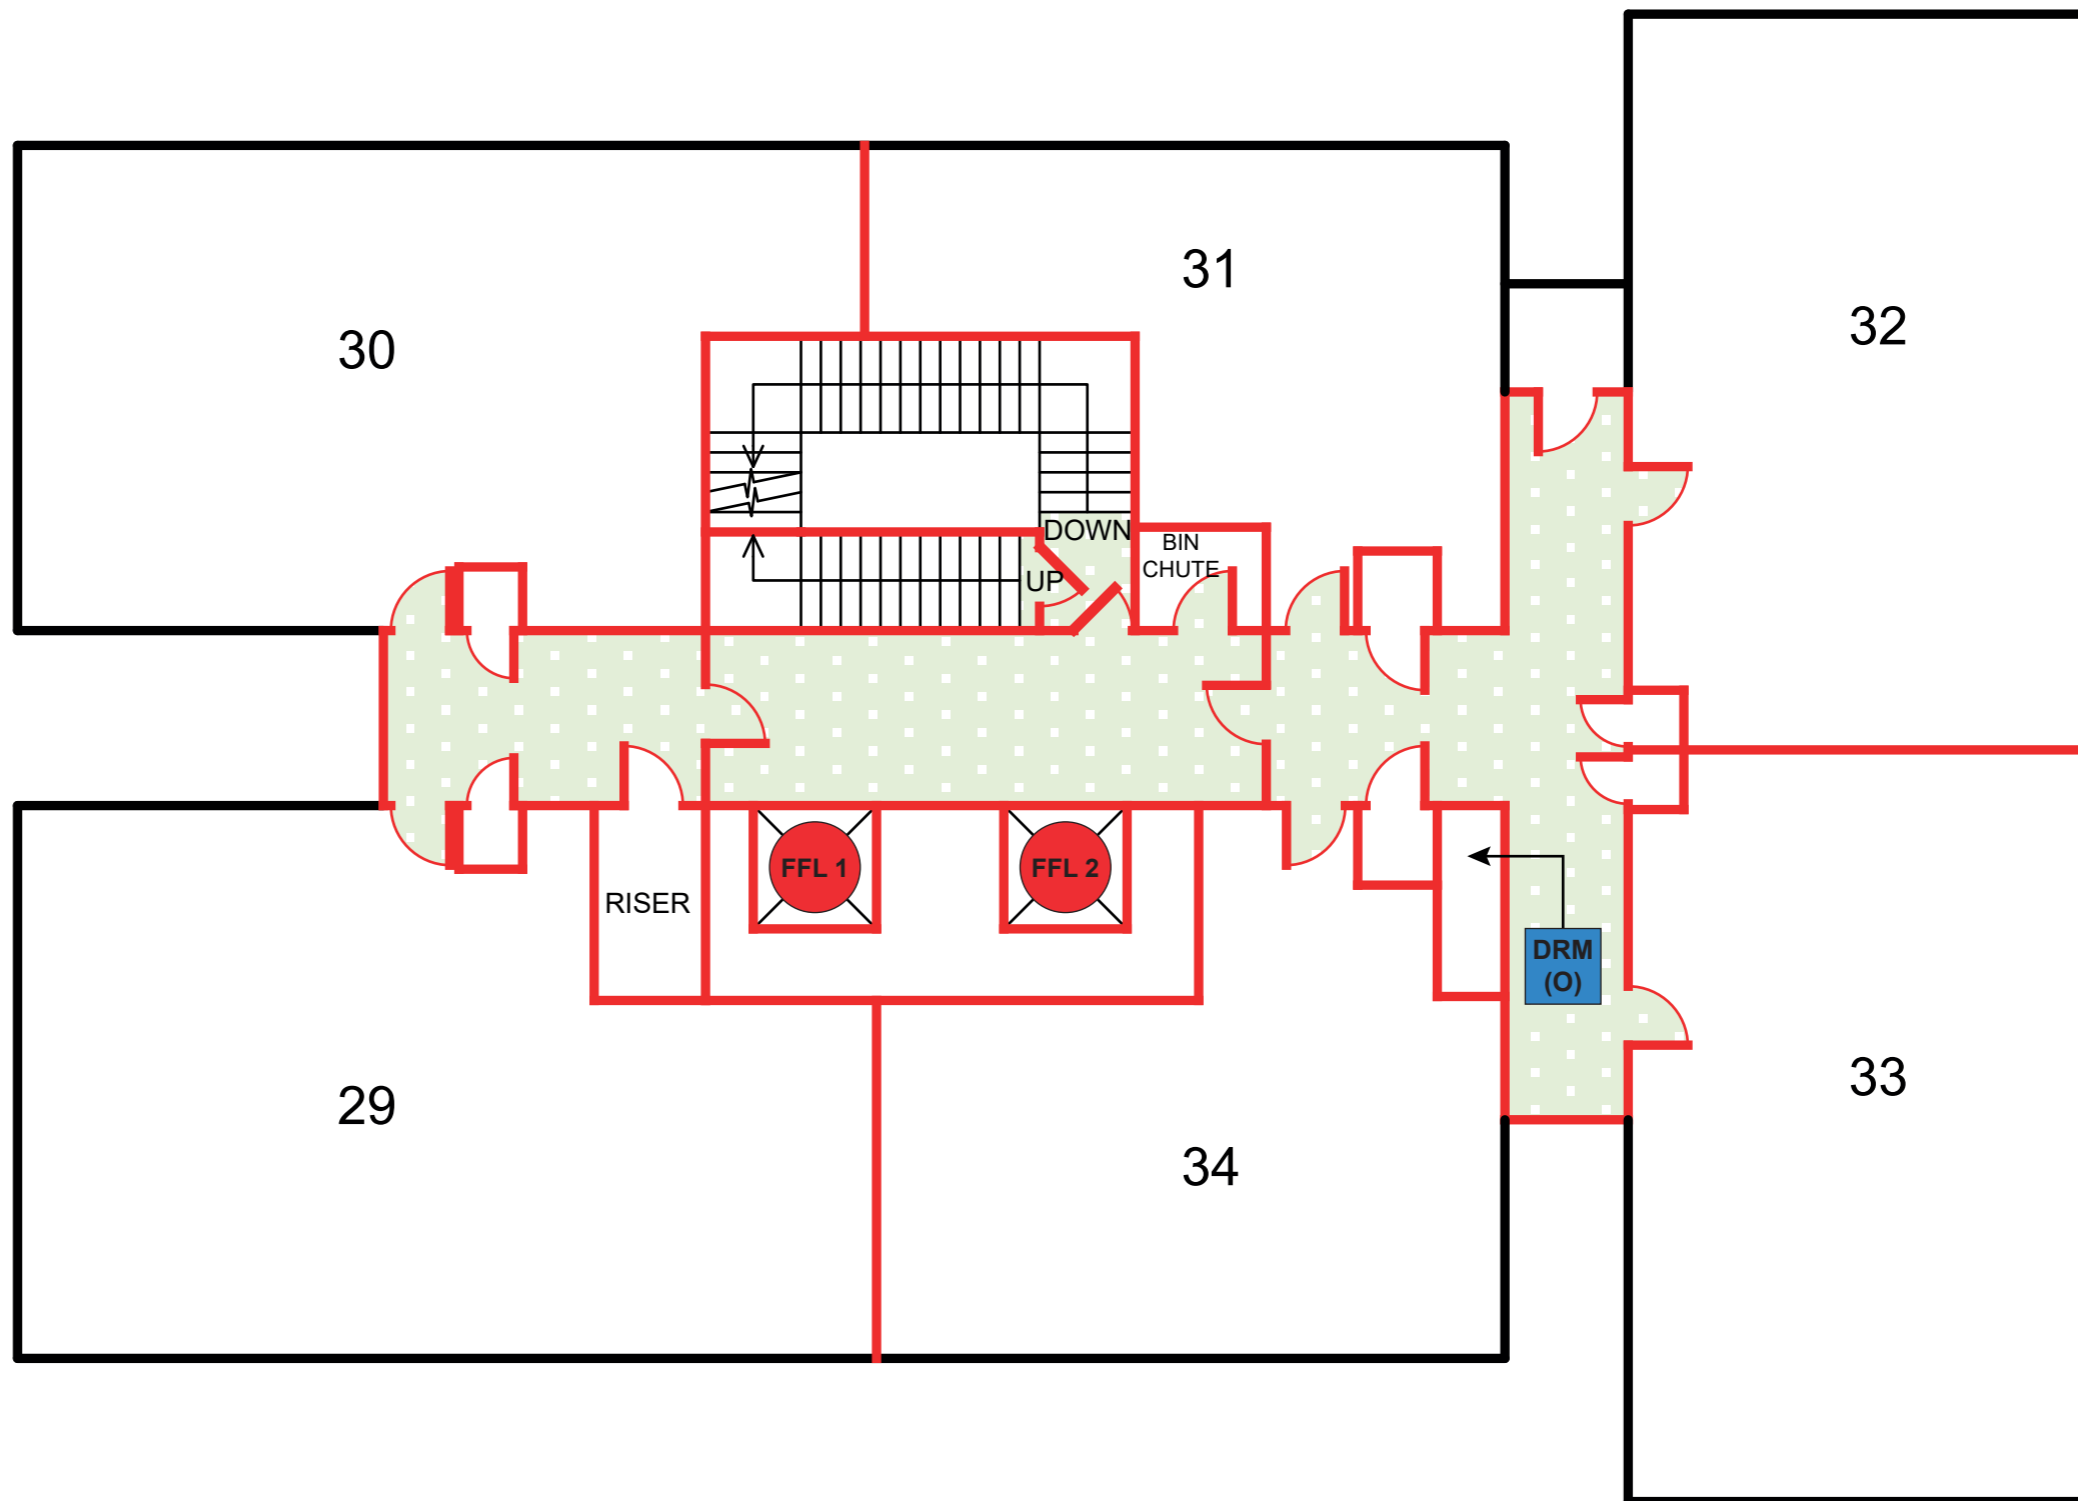 31
32
30
DOWN
BIN
CHUTE
UP
FFL 1
FFL 2
RISER
DRM
(O)
33
29
34